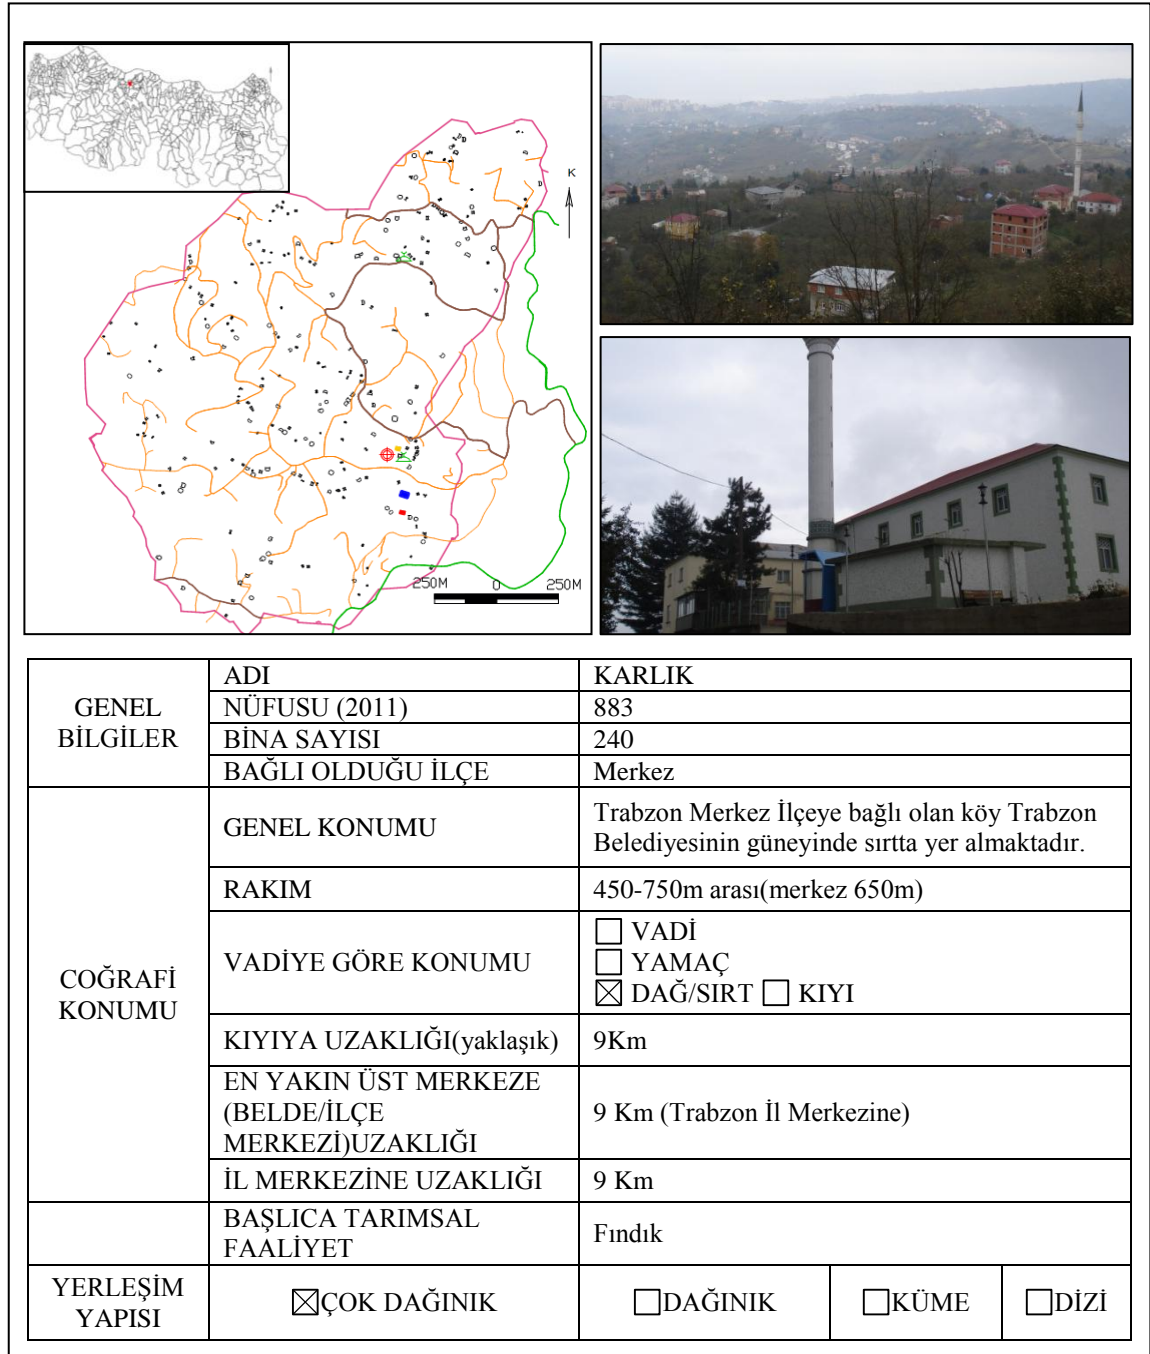 K
250M 0 250M
GENEL
BİLGİLER
ADI
KARLIK
NÜFUSU (2011)
883
BİNA SAYISI
240
BAĞLI OLDUĞU İLÇE
Merkez
COĞRAFİ
KONUMU
GENEL KONUMU
Trabzon Merkez İlçeye bağlı olan köy Trabzon
Belediyesinin güneyinde sırtta yer almaktadır.
RAKIM
450-750m arası(merkez 650m)
VADİYE GÖRE KONUMU
VADİ
YAMAÇ
DAĞ/SIRT KIYI
KIYIYA UZAKLIĞI(yaklaşık)
9Km
EN YAKIN ÜST MERKEZE
(BELDE/İLÇE
MERKEZİ)UZAKLIĞI
9 Km (Trabzon İl Merkezine)
İL MERKEZİNE UZAKLIĞI
9 Km
BAŞLICA TARIMSAL
FAALİYET
Fındık
YERLEŞİM
YAPISI
ÇOK DAĞINIK
DAĞINIK
KÜME
DİZİ